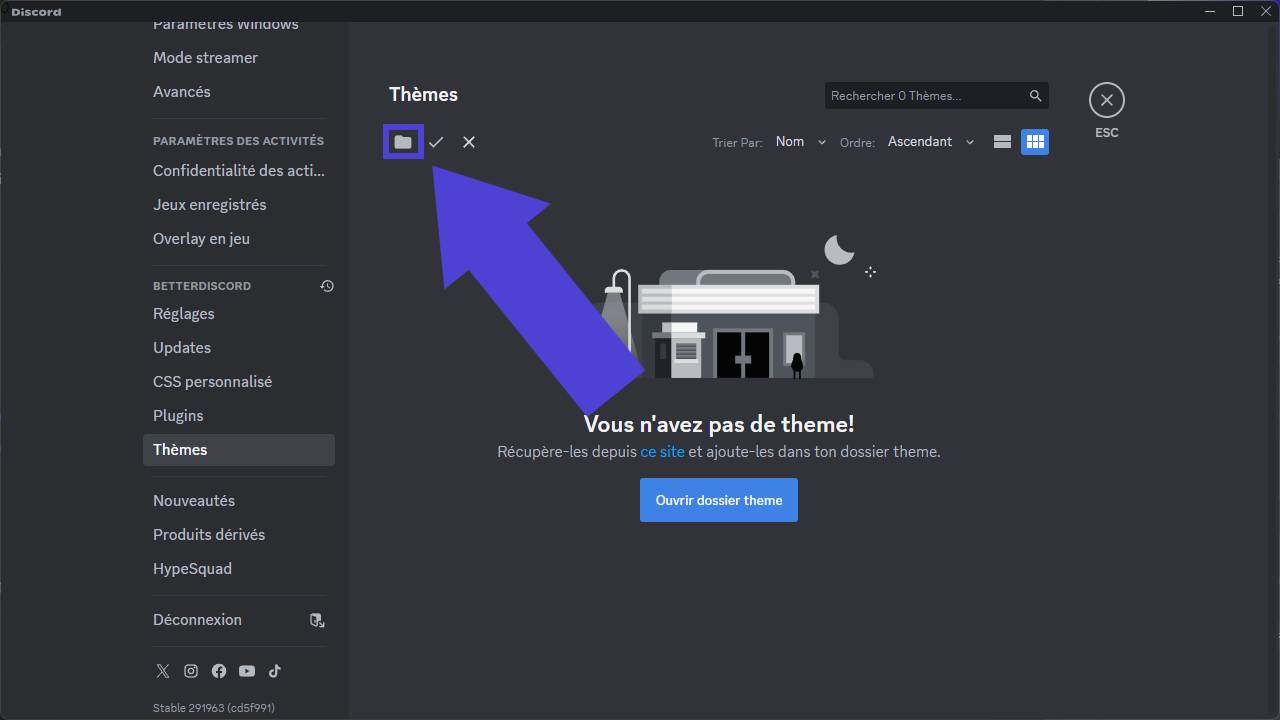 Discord
Paramètres Windows
Mode streamer
Avancés
PARAMÈTRES DES ACTIVITÉS
Confidentialité des acti...
Jeux enregistrés
Overlay en jeu
BETTERDISCORD
Réglages
Updates
CSS personnalisé
Plugins
Thèmes
Nouveautés
Produits dérivés
HypeSquad
Déconnexion
Stable 291963 (cd5f991)
Thèmes
Rechercher 0 Thèmes...
ESC
Trier Par: Nom Ordre: Ascendant
Vous n'avez pas de theme!
Récupère-les depuis ce site et ajoute-les dans ton dossier theme.
Ouvrir dossier theme